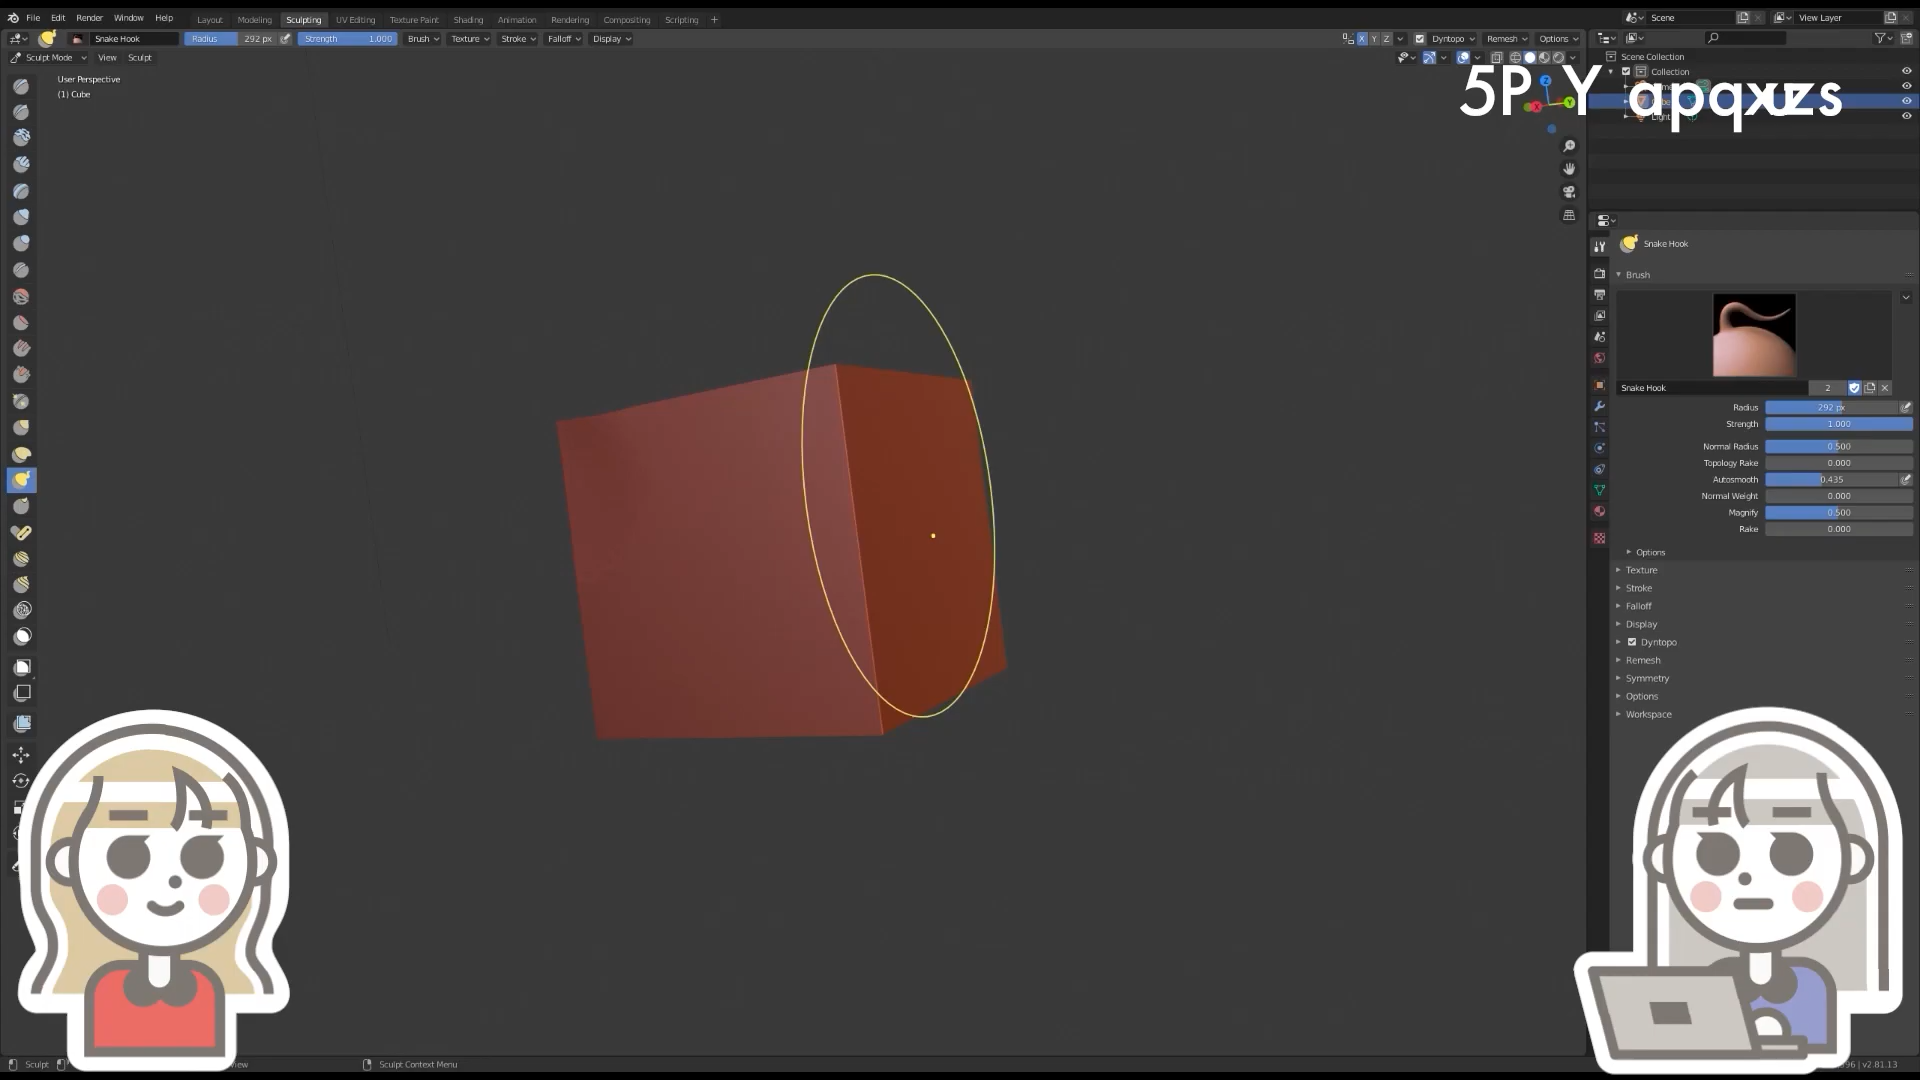 File Edit Render Window Help Layout Modeling Sculpting UV Editing Texture Paint Shading Animation Rendering Compositing Scripting + Scene View Layer
Snake Hook Radius 292 px Strength 1.000 Brush Texture Stroke Falloff Display X Y Z Dyntopo Remesh Options
Sculpt Mode View Sculpt
Scene Collection
Collection
User Perspective
(1) Cube
5P Y
Z
X
Y
Snake Hook
Brush
Snake Hook 2
Radius 292 px
Strength 1.000
Normal Radius 0.500
Topology Rake 0.000
Autosmooth 0.435
Normal Weight 0.000
Magnify 0.500
Rake 0.000
Options
Texture
Stroke
Falloff
Display
Dyntopo
Remesh
Symmetry
Options
Workspace
Sculpt Sculpt Context Menu v2.81.13